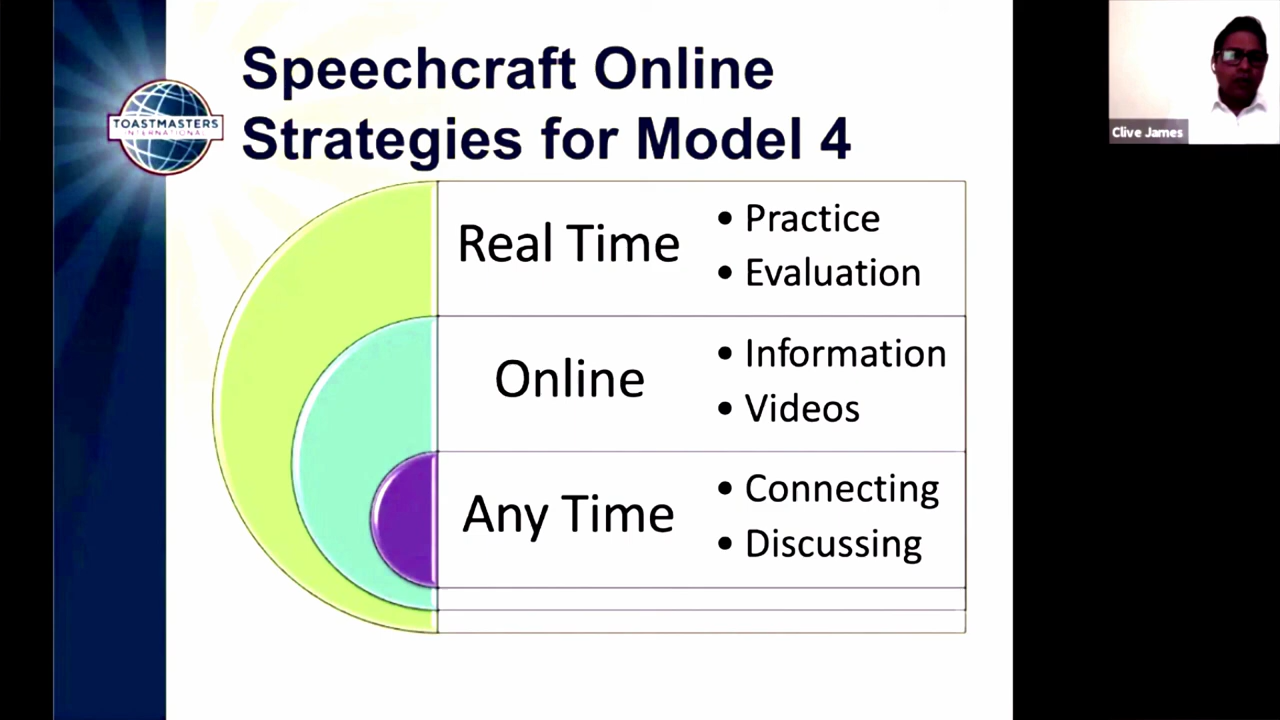 Speechcraft Online
Strategies for Model 4
TOASTMASTERS
INTERNATIONAL
Clive James
Real Time
• Practice
• Evaluation
Online
• Information
• Videos
Any Time
• Connecting
• Discussing